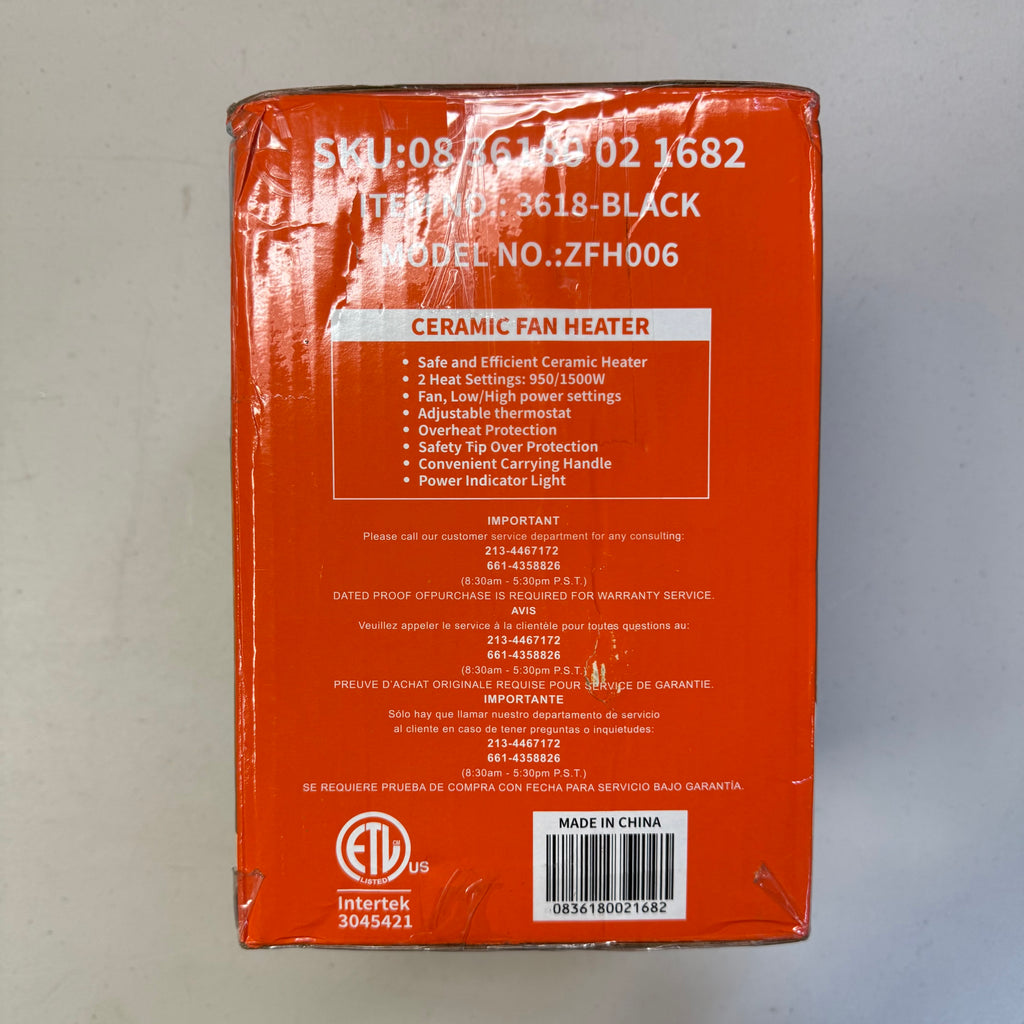 SKU:08 36180 02 1682
ITEM NO.: 3618-BLACK
MODEL NO.:ZFH006
CERAMIC FAN HEATER
• Safe and Efficient Ceramic Heater
• 2 Heat Settings: 950/1500W
• Fan, Low/High power settings
• Adjustable thermostat
• Overheat Protection
• Safety Tip Over Protection
• Convenient Carrying Handle
• Power Indicator Light
IMPORTANT
Please call our customer service department for any consulting:
213-4467172
661-4358826
(8:30am - 5:30pm P.S.T.)
DATED PROOF OFPURCHASE IS REQUIRED FOR WARRANTY SERVICE.
AVIS
Veuillez appeler le service à la clientèle pour toutes questions au:
213-4467172
661-4358826
(8:30am - 5:30pm P.S.T.)
PREUVE D'ACHAT ORIGINALE REQUISE POUR SERVICE DE GARANTIE.
IMPORTANTE
Sólo hay que llamar nuestro departamento de servicio
al cliente en caso de tener preguntas o inquietudes:
213-4467172
661-4358826
(8:30am - 5:30pm P.S.T.)
SE REQUIERE PRUEBA DE COMPRA CON FECHA PARA SERVICIO BAJO GARANTÍA.
ETL CM
LISTED
US
Intertek
3045421
MADE IN CHINA
0836180021682